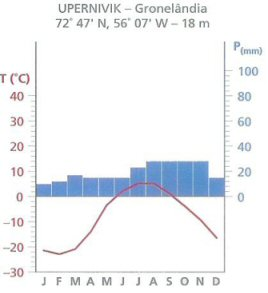 UPERNIVIK – Gronelândia
72° 47' N, 56° 07' W – 18 m
T (°C)
P(mm)
100
40
80
30
60
20
40
10
20
0
0
–10
–20
–30
J F M A M J J A S O N D